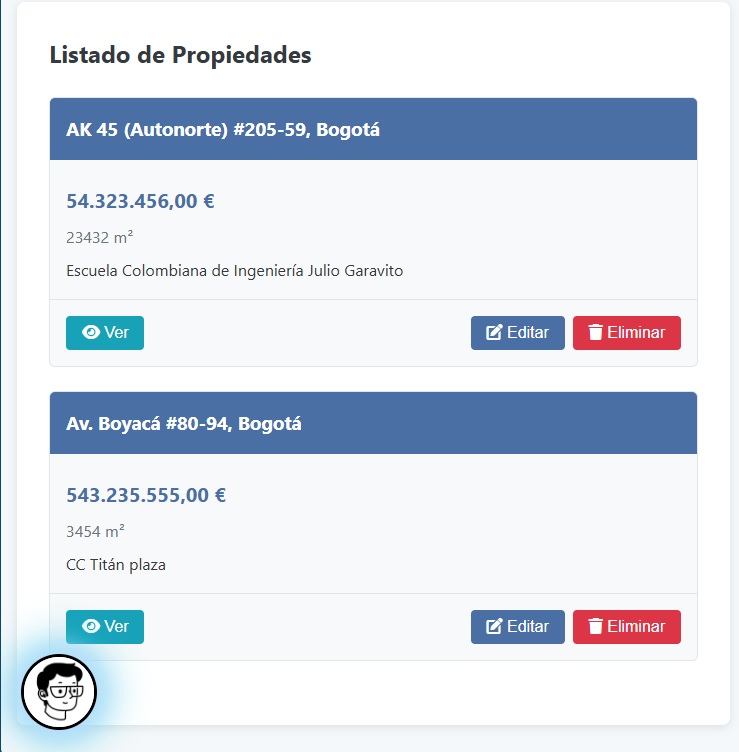 Listado de Propiedades
AK 45 (Autonorte) #205-59, Bogotá
54.323.456,00 €
23432 m²
Escuela Colombiana de Ingeniería Julio Garavito
Ver
Editar
Eliminar
Av. Boyacá #80-94, Bogotá
543.235.555,00 €
3454 m²
CC Titán plaza
Ver
Editar
Eliminar